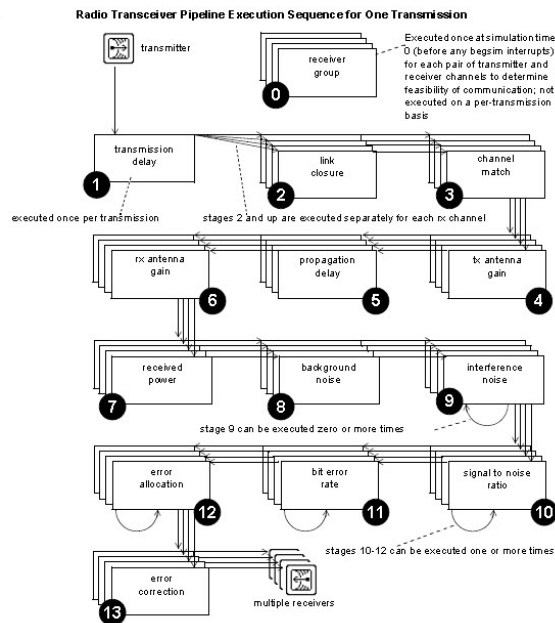 Radio Transceiver Pipeline Execution Sequence for One Transmission
transmitter
receiver
group
0
Executed once at simulation time
0 (before any begsim interrupts)
for each pair of transmitter and
receiver channels to determine
feasibility of communication; not
executed on a per-transmission
basis
transmission
delay
1
link
closure
2
channel
match
3
executed once per transmission
stages 2 and up are executed separately for each rx channel
rx antenna
gain
6
propagation
delay
5
tx antenna
gain
4
received
power
7
background
noise
8
interference
noise
9
stage 9 can be executed zero or more times
error
allocation
12
bit error
rate
11
signal to noise
ratio
10
stages 10-12 can be executed one or more times
error
correction
13
multiple receivers